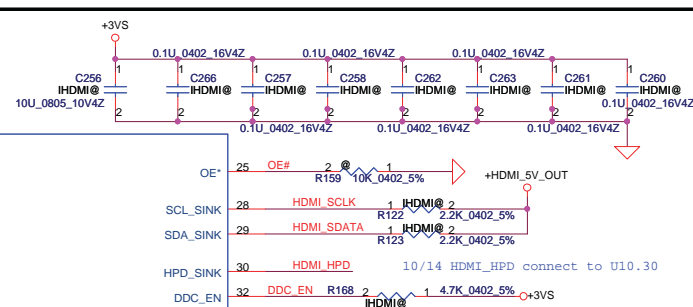 +3VS
0.1U_0402_16V4Z 0.1U_0402_16V4Z 0.1U_0402_16V4Z
1 1 1 1 1 1 1 1
C256 C266 C257 C258 C262 C263 C261 C260
IHDMI@ IHDMI@ IHDMI@ IHDMI@ IHDMI@ IHDMI@ IHDMI@ IHDMI@
10U_0805_10V4Z 0.1U_0402_16V4Z
2 2 2 2 2 2 2 2
0.1U_0402_16V4Z 0.1U_0402_16V4Z 0.1U_0402_16V4Z
OE* 25 OE# 2 @ 1
R159 10K_0402_5%
+HDMI_5V_OUT
SCL_SINK 28 HDMI_SCLK 1 IHDMI@ 2
R122 2.2K_0402_5%
SDA_SINK 29 HDMI_SDATA 1 IHDMI@ 2
R123 2.2K_0402_5%
HPD_SINK 30 HDMI_HPD 10/14 HDMI_HPD connect to U10.30
DDC_EN 32 DDC_EN R168 2 1 4.7K_0402_5% +3VS
IHDMI@